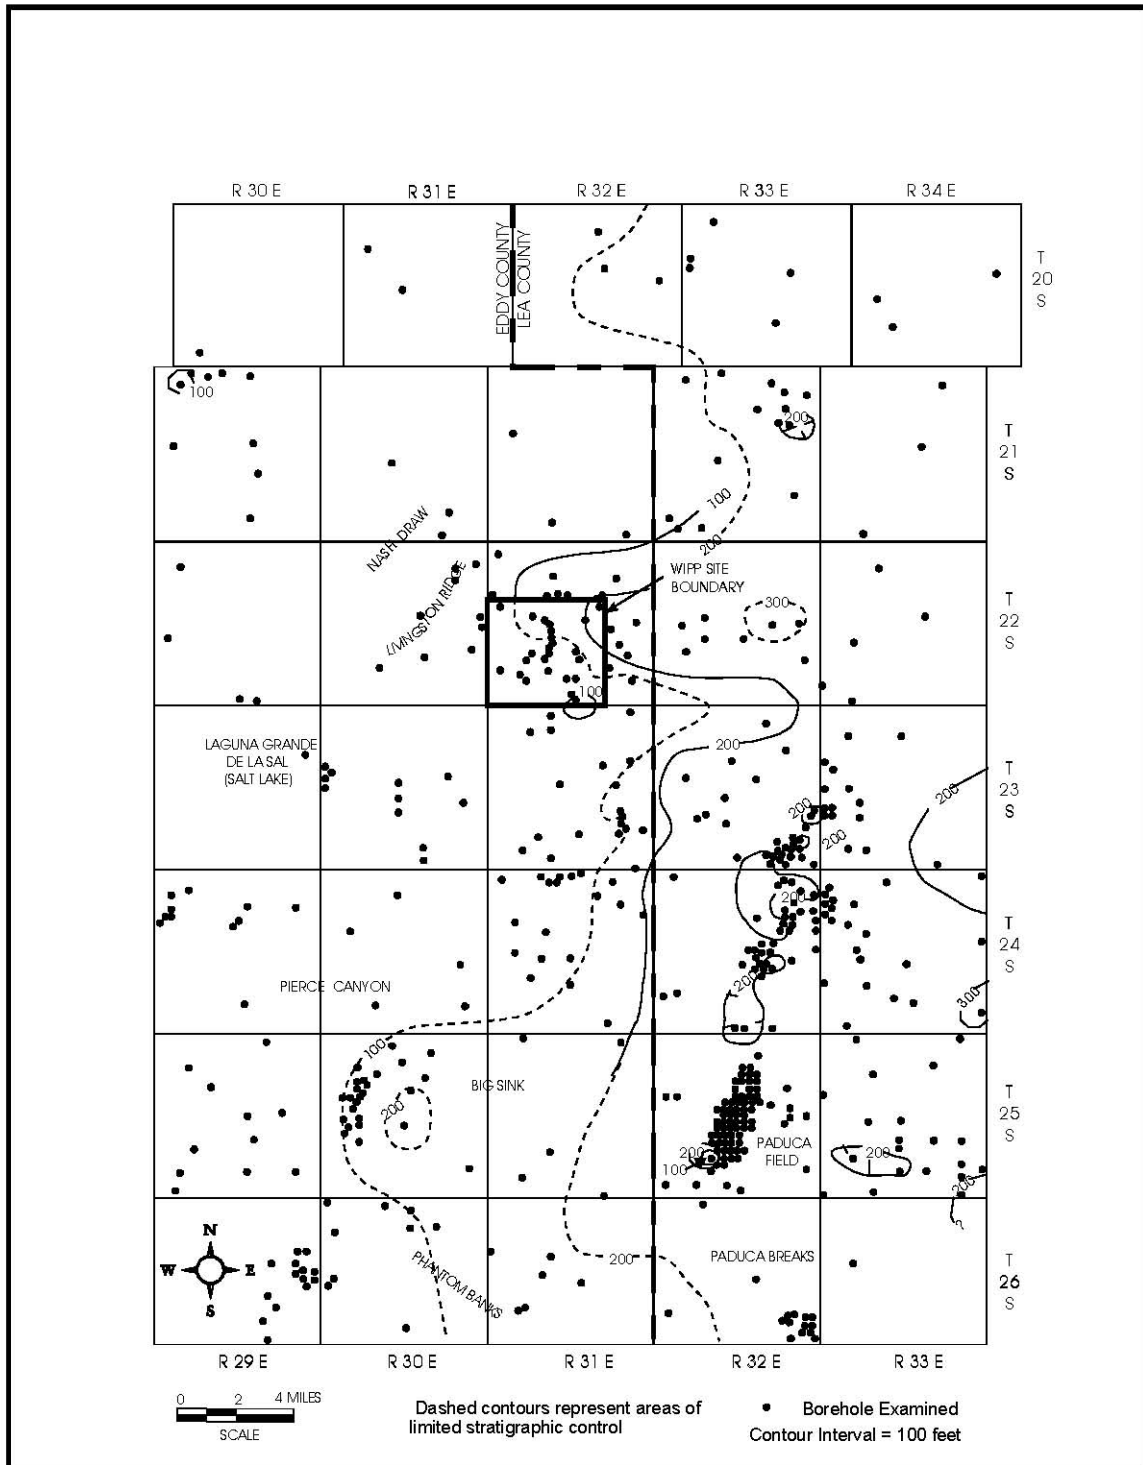 R 30 E
R 31 E
R 32 E
R 33 E
R 34 E
EDDY COUNTY
LEA COUNTY
T
20
S
100
200
T
21
S
NASH DRAW
100
200
LIVINGSTON RIDGE
WIPP SITE
BOUNDARY
300
T
22
S
100
LAGUNA GRANDE
DE LA SAL
(SALT LAKE)
200
200
200
200
T
23
S
200
T
24
S
200
300
PIERCE CANYON
100
200
BIG SINK
T
25
S
200
100
PADUCA
FIELD
200
200
?
N
W
E
S
PHANTOM BANKS
200
PADUCA BREAKS
T
26
S
R 29 E
R 30 E
R 31 E
R 32 E
R 33 E
0
2
4 MILES
SCALE
Dashed contours represent areas of
limited stratigraphic control
Borehole Examined
Contour Interval = 100 feet